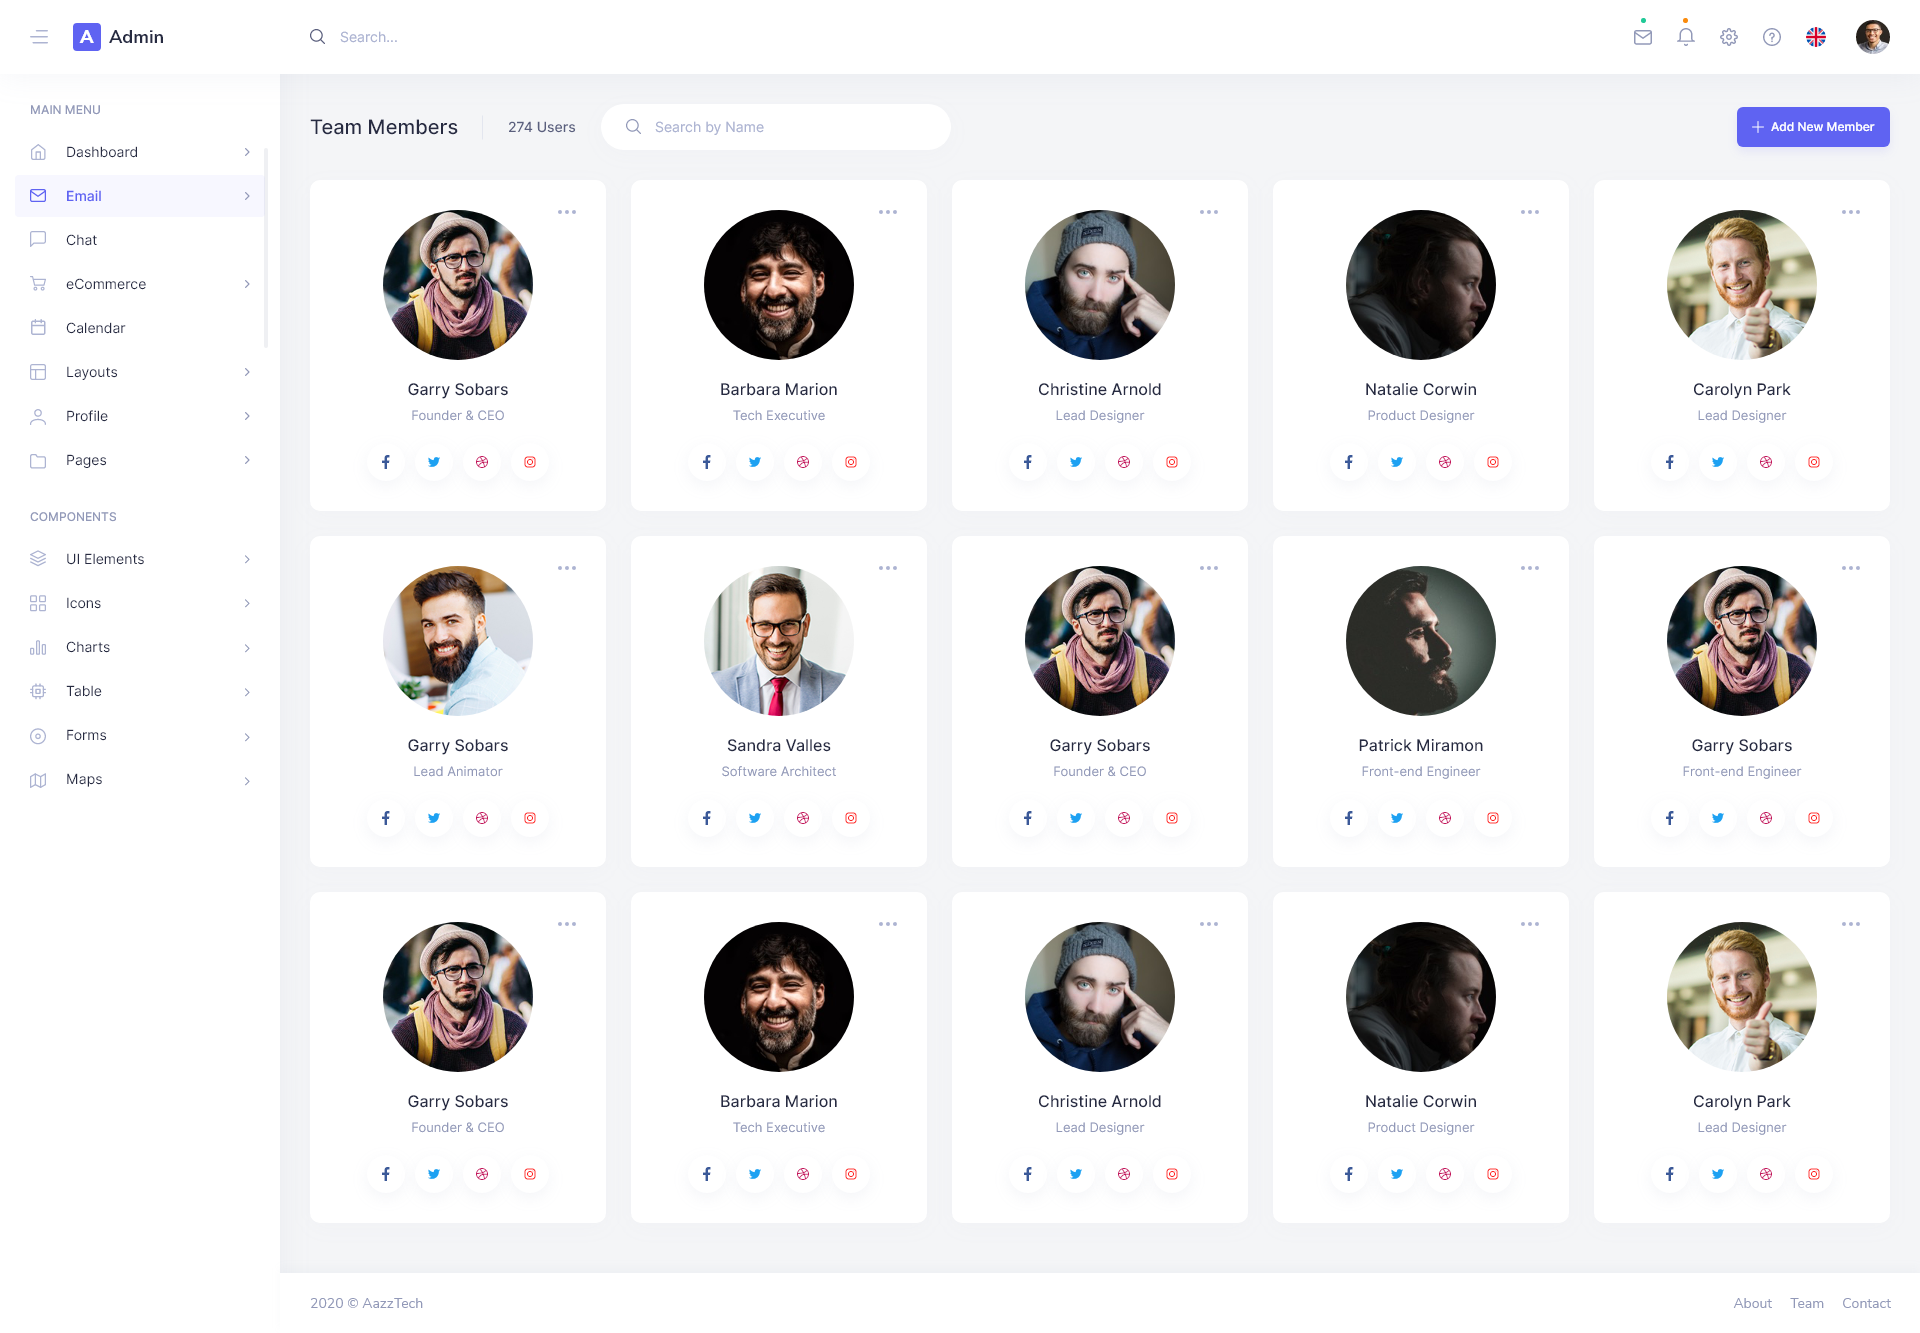 A Admin
Search...
MAIN MENU
Dashboard
Email
Chat
eCommerce
Calendar
Layouts
Profile
Pages
COMPONENTS
UI Elements
Icons
Charts
Table
Forms
Maps
Team Members
274 Users
Search by Name
Add New Member
Garry Sobars
Founder & CEO
Barbara Marion
Tech Executive
Christine Arnold
Lead Designer
Natalie Corwin
Product Designer
Carolyn Park
Lead Designer
Garry Sobars
Lead Animator
Sandra Valles
Software Architect
Garry Sobars
Founder & CEO
Patrick Miramon
Front-end Engineer
Garry Sobars
Front-end Engineer
Garry Sobars
Founder & CEO
Barbara Marion
Tech Executive
Christine Arnold
Lead Designer
Natalie Corwin
Product Designer
Carolyn Park
Lead Designer
2020 © AazzTech
About Team Contact